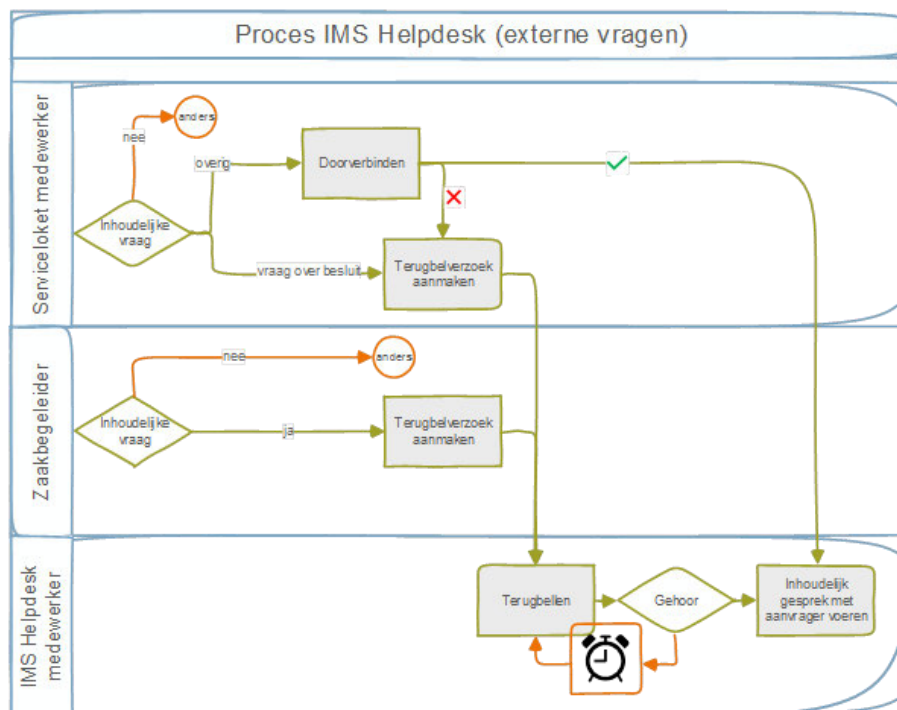 Proces IMS Helpdesk (externe vragen)
Serviceloket medewerker
anders
nee
overig
Doorverbinden
Inhoudelijke
vraag
vraag over besluit
Terugbelverzoek
aanmaken
Zaakbegeleider
nee
anders
Inhoudelijke
vraag
ja
Terugbelverzoek
aanmaken
IMS Helpdesk
medewerker
Terugbellen
Gehoor
Inhoudelijk
gesprek met
aanvrager voeren